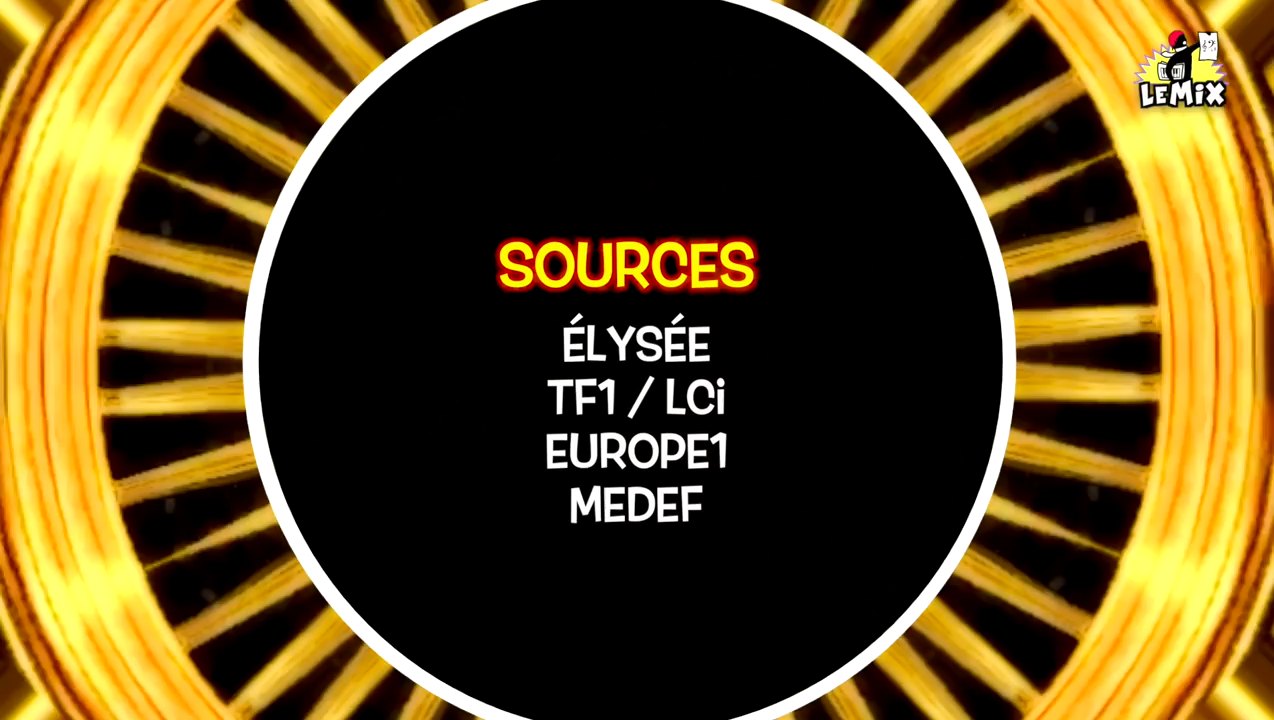 LEMiX
SOURCES
ÉLYSÉE
TF1 / LCi
EUROPE1
MEDEF